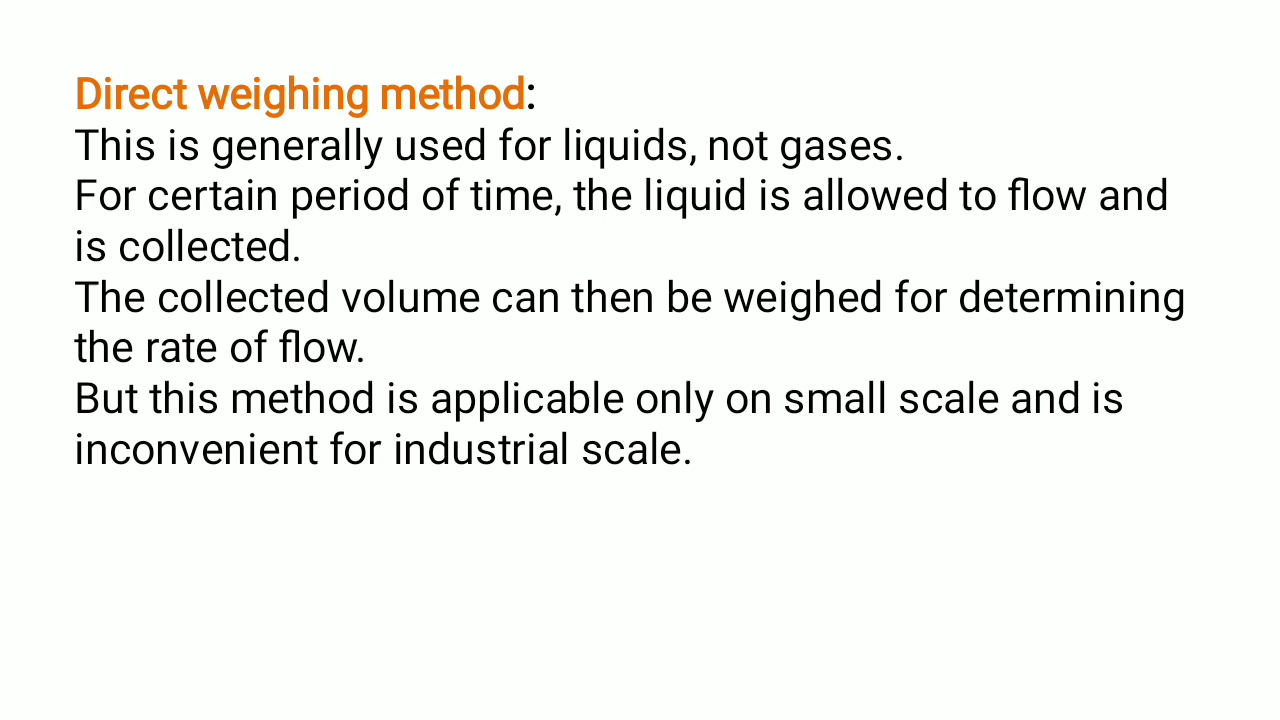 Direct weighing method:
This is generally used for liquids, not gases.
For certain period of time, the liquid is allowed to flow and
is collected.
The collected volume can then be weighed for determining
the rate of flow.
But this method is applicable only on small scale and is
inconvenient for industrial scale.